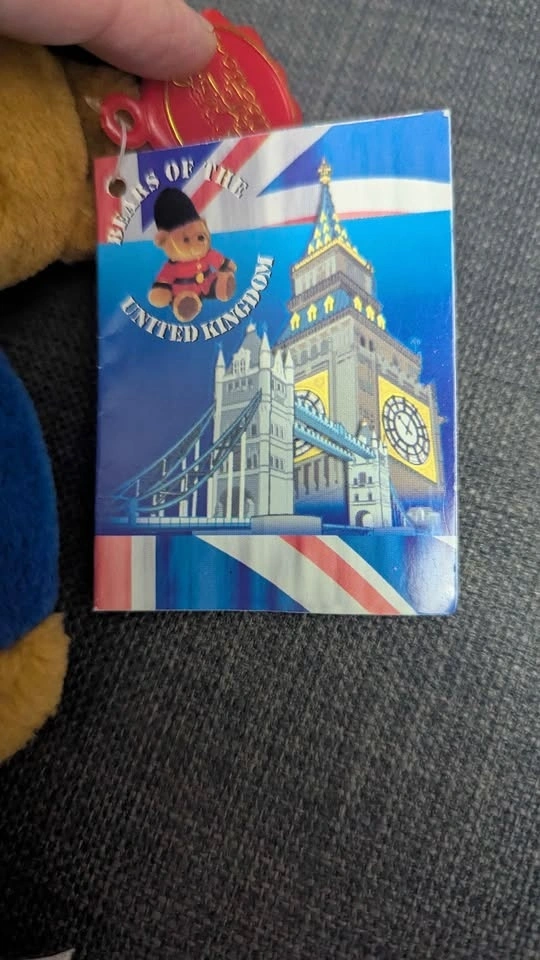 BEARS OF THE
UNITED KINGDOM